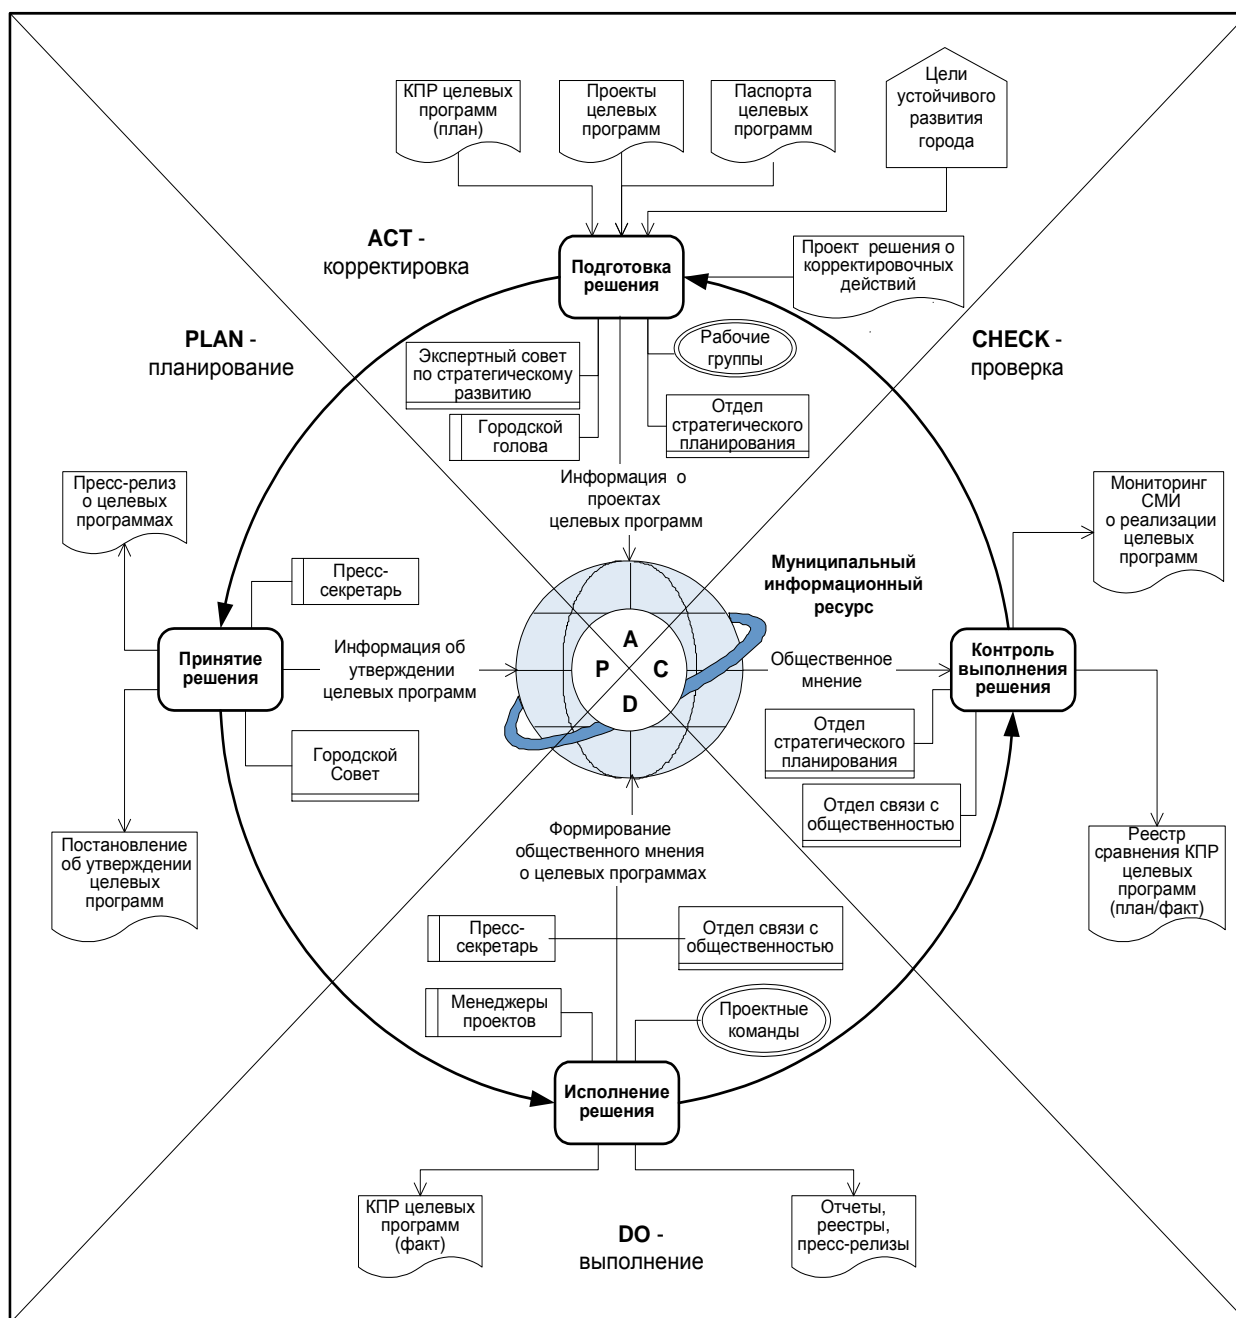 КПР целевых
программ
(план)
Проекты
целевых
программ
Паспорта
целевых
программ
Цели
устойчивого
развития
города
ACT -
корректировка
Подготовка
решения
Проект решения о
корректировочных
действий
PLAN -
планирование
CHECK -
проверка
Экспертный совет
по стратегическому
развитию
Рабочие
группы
Городской
голова
Отдел
стратегического
планирования
Информация о
проектах
целевых программ
Пресс-релиз
о целевых
программах
Мониторинг
СМИ
о реализации
целевых
программ
Пресс-
секретарь
Муниципальный
информационный
ресурс
Принятие
решения
Информация об
утверждении
целевых программ
A
P C
D
Общественное
мнение
Контроль
выполнения
решения
Городской
Совет
Отдел
стратегического
планирования
Отдел связи с
общественностью
Постановление
об утверждении
целевых
программ
Формирование
общественного мнения
о целевых программах
Реестр
сравнения КПР
целевых
программ
(план/факт)
Пресс-
секретарь
Отдел связи с
общественностью
Менеджеры
проектов
Проектные
команды
Исполнение
решения
КПР целевых
программ
(факт)
DO -
выполнение
Отчеты,
реестры,
пресс-релизы